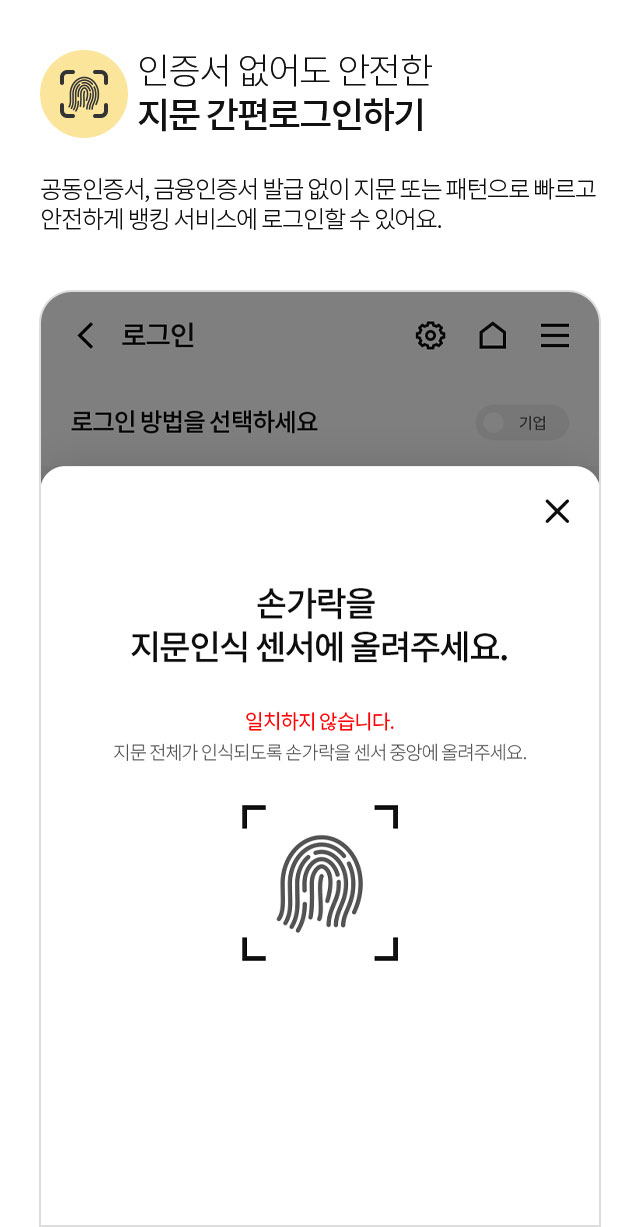 인증서 없어도 안전한
지문 간편로그인하기
공동인증서, 금융인증서 발급 없이 지문 또는 패턴으로 빠르고
안전하게 뱅킹 서비스에 로그인할 수 있어요.
로그인
로그인 방법을 선택하세요
기업
손가락을
지문인식 센서에 올려주세요.
일치하지 않습니다.
지문 전체가 인식되도록 손가락을 센서 중앙에 올려주세요.